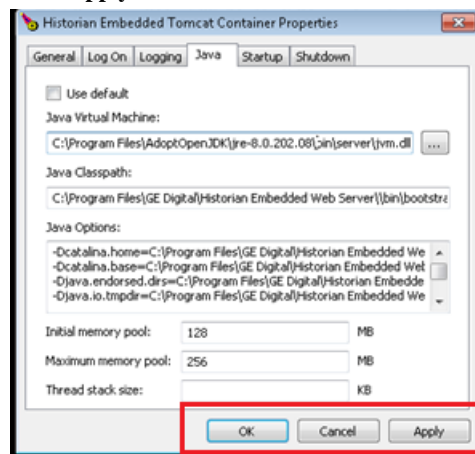 Historian Embedded Tomcat Container Properties
General Log On Logging Java Startup Shutdown
Use default
Java Virtual Machine:
C:\Program Files\AdoptOpenJDK\jre-8.0.202.08\bin\server\jvm.dll ...
Java Classpath:
C:\Program Files\GE Digital\Historian Embedded Web Server\\bin\bootstra
Java Options:
-Dcatalina.home=C:\Program Files\GE Digital\Historian Embedded We
-Dcatalina.base=C:\Program Files\GE Digital\Historian Embedded Wel
-Djava.endorsed.dirs=C:\Program Files\GE Digital\Historian Embedde
-Djava.io.tmpdir=C:\Program Files\GE Digital\Historian Embedded We
Initial memory pool: 128 MB
Maximum memory pool: 256 MB
Thread stack size: KB
OK Cancel Apply